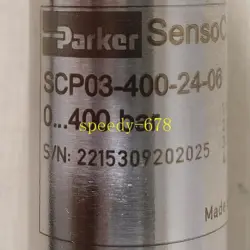 Parker SensoC
SCP03-400-24-06
0...400 bar
speedy-678
S/N: 2215309202025
Made